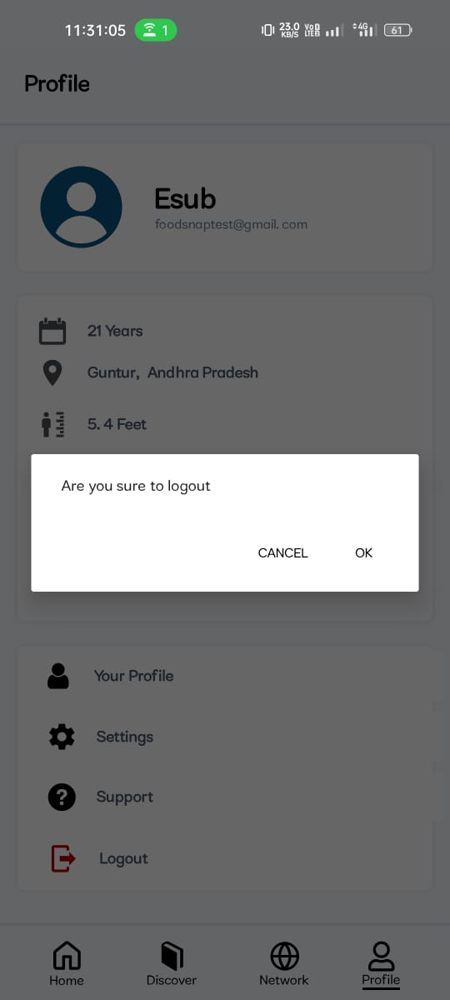 11:31:05 1 23.0 KB/S VoD LTE 2 4G 61
Profile
Esub
foodsnaptest@gmail.com
21 Years
Guntur, Andhra Pradesh
5.4 Feet
Are you sure to logout
CANCEL OK
Your Profile
Settings
Support
Logout
Home Discover Network Profile